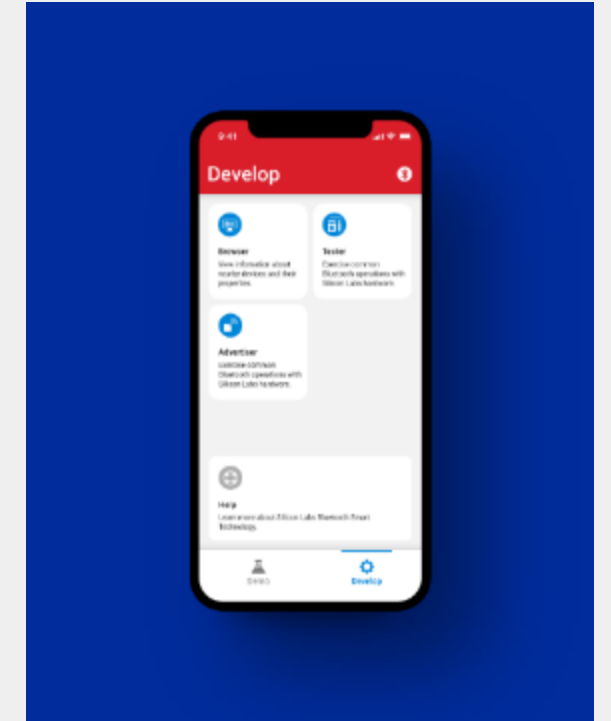 9:41
Develop
Browser
View information about
nearby devices and their
properties.
Tester
Exercise common
Bluetooth operations with
Silicon Labs hardware.
Advertiser
Exercise common
Bluetooth operations with
Silicon Labs hardware.
Help
Learn more about Silicon Labs Bluetooth Smart
Technology.
Demo
Develop